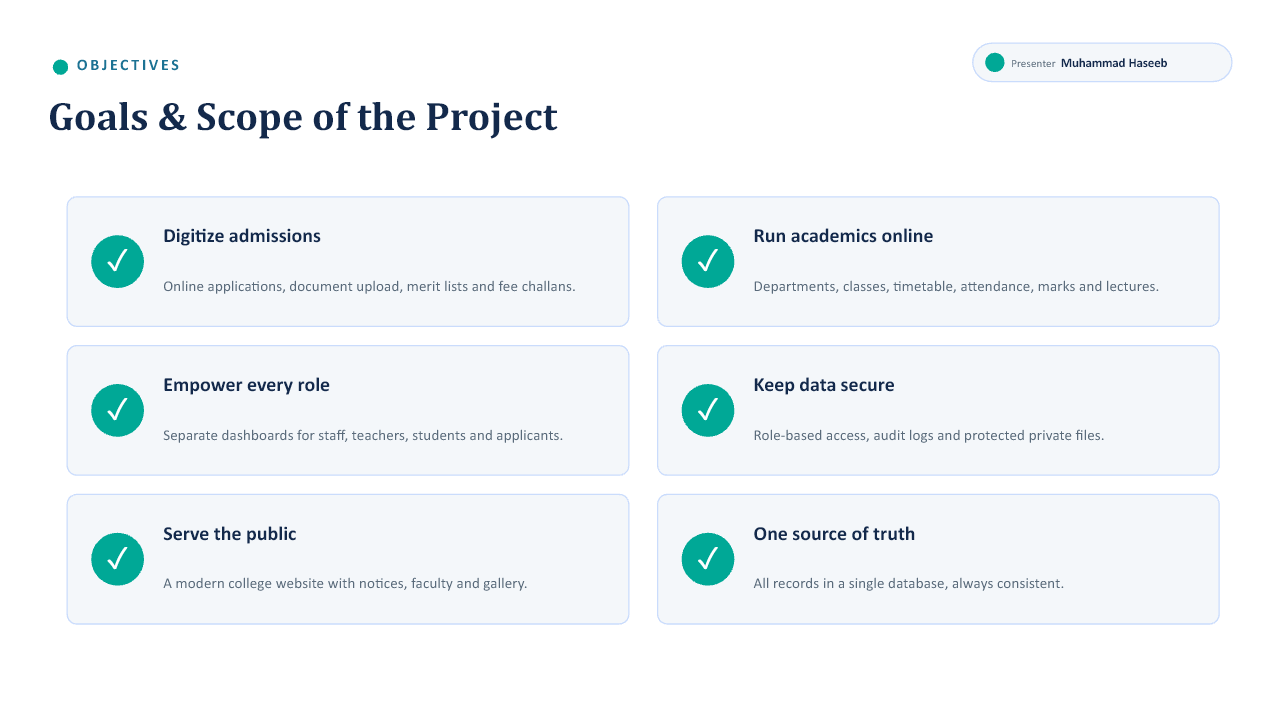 OBJECTIVES
Presenter Muhammad Haseeb
Goals & Scope of the Project
Digitize admissions
Online applications, document upload, merit lists and fee challans.
Run academics online
Departments, classes, timetable, attendance, marks and lectures.
Empower every role
Separate dashboards for staff, teachers, students and applicants.
Keep data secure
Role-based access, audit logs and protected private files.
Serve the public
A modern college website with notices, faculty and gallery.
One source of truth
All records in a single database, always consistent.